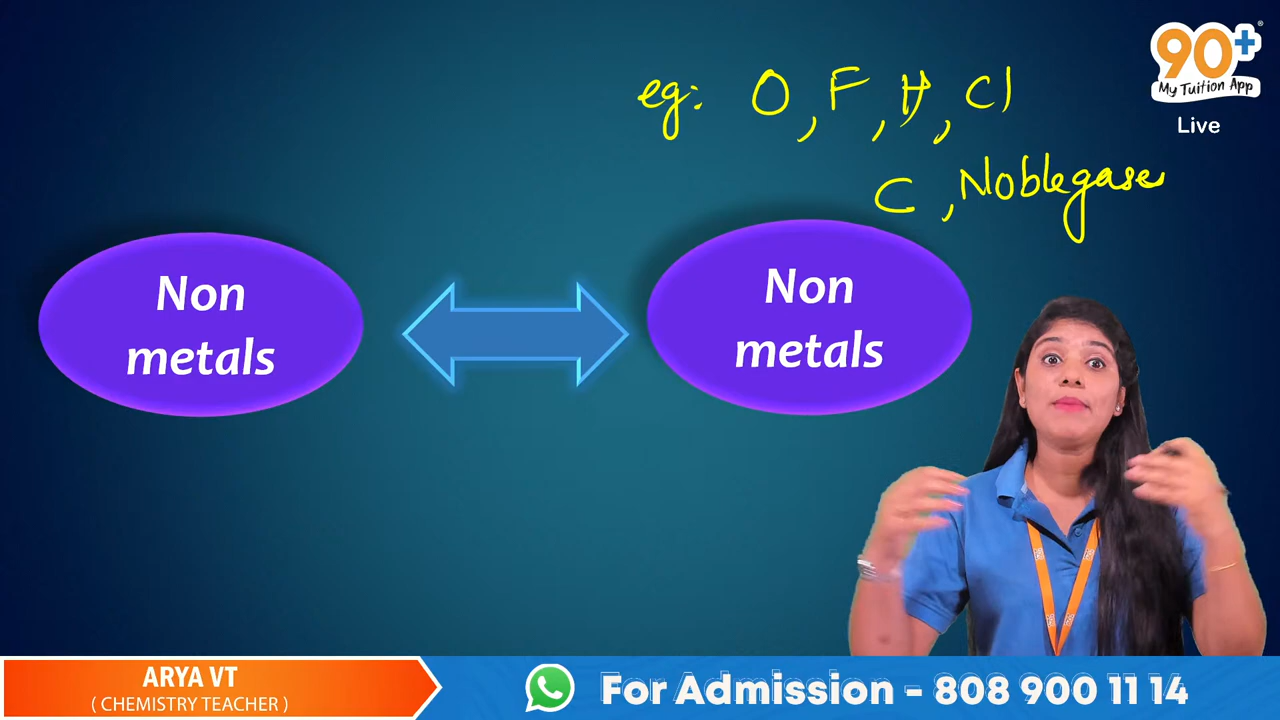 90+
My Tuition App
Live
eg: O, F, H, Cl
C, Noblegases
Non
metals
Non
metals
ARYA VT
( CHEMISTRY TEACHER )
For Admission - 808 900 11 14